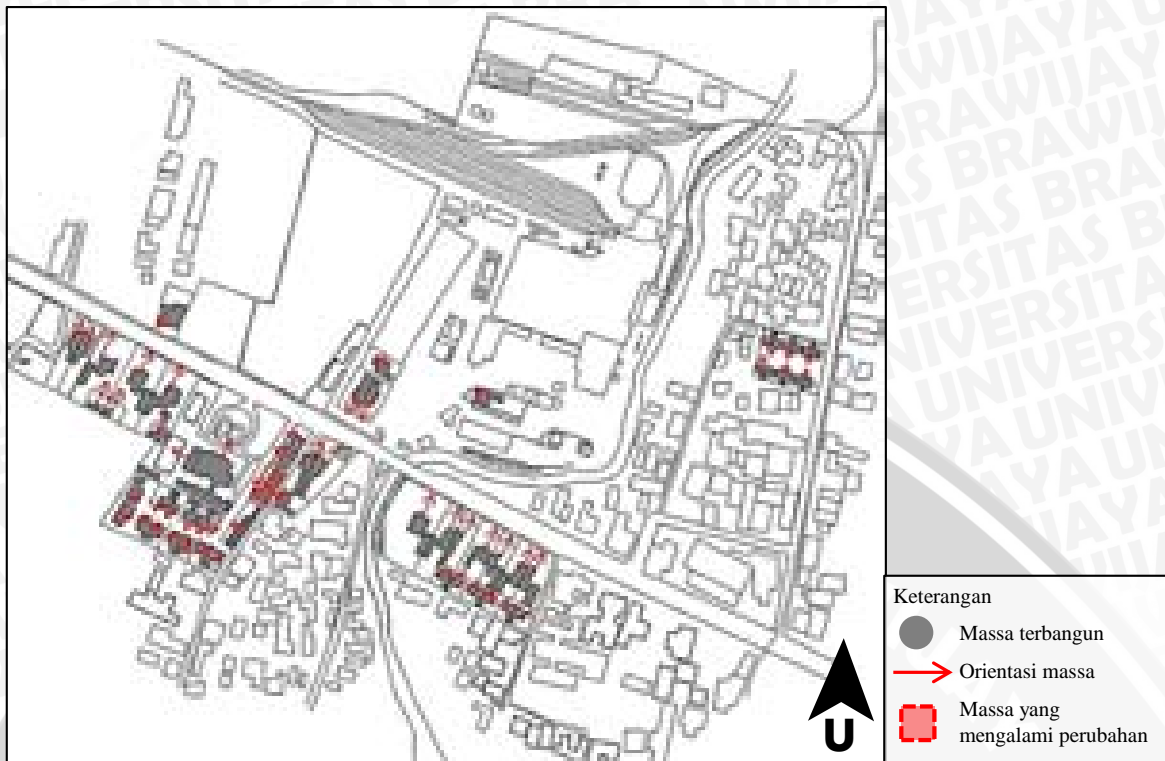 Keterangan
Massa terbangun
Orientasi massa
Massa yang
mengalami perubahan
U